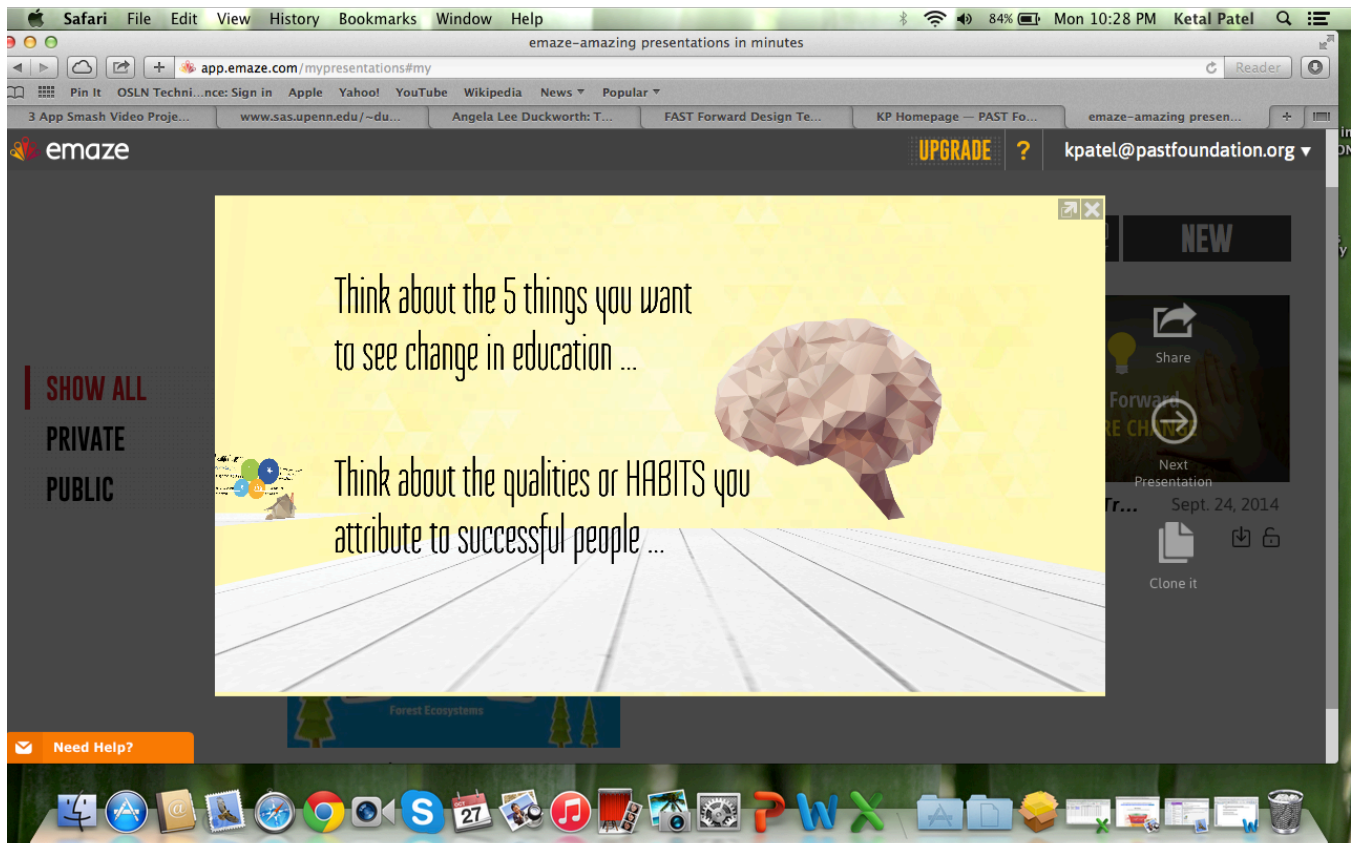 Safari File Edit View History Bookmarks Window Help 84% Mon 10:28 PM Ketal Patel
emaze-amazing presentations in minutes
app.emaze.com/mypresentations#my Reader
Pin It OSLN Techni...nce: Sign in Apple Yahoo! YouTube Wikipedia News Popular
3 App Smash Video Proje... www.sas.upenn.edu/~du... Angela Lee Duckworth: T... FAST Forward Design Te... KP Homepage — PAST Fo... emaze-amazing presen...
emaze UPGRADE ? kpatel@pastfoundation.org
NEW
Think about the 5 things you want
to see change in education ...
Think about the qualities or HABITS you
attribute to successful people ...
SHOW ALL
PRIVATE
PUBLIC
Share
Forward
RE CHANGE
Next
Presentation
Tr... Sept. 24, 2014
Clone it
Forest Ecosystems
Need Help?
OCT
27